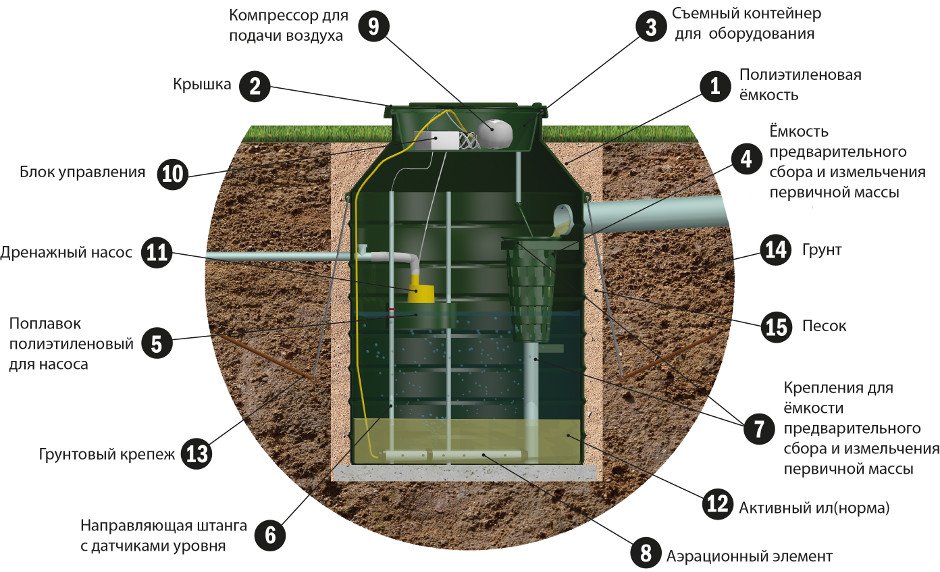 Компрессор для
подачи воздуха
9
3
Съемный контейнер
для оборудования
Крышка
2
1
Полиэтиленовая
ёмкость
Ёмкость
предварительного
сбора и измельчения
первичной массы
4
Блок управления
10
Дренажный насос
11
14
Грунт
Поплавок
полиэтиленовый
для насоса
5
15
Песок
Крепления для
ёмкости
предварительного
сбора и измельчения
первичной массы
7
Грунтовый крепеж
13
12
Активный ил(норма)
Направляющая штанга
с датчиками уровня
6
8
Аэрационный элемент